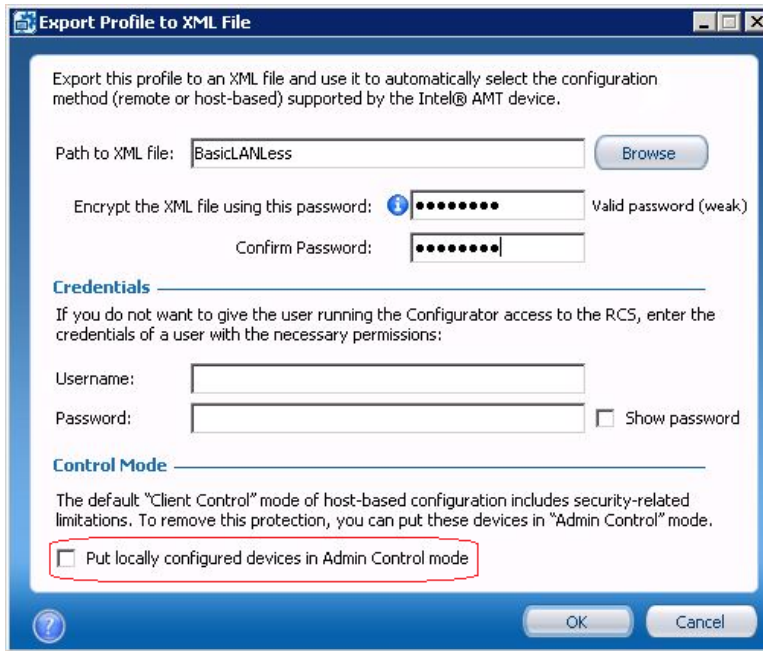 Export Profile to XML File
Export this profile to an XML file and use it to automatically select the configuration
method (remote or host-based) supported by the Intel® AMT device.
Path to XML file: BasicLANLess Browse
Encrypt the XML file using this password: ●●●●●●●● Valid password (weak)
Confirm Password: ●●●●●●●●
Credentials
If you do not want to give the user running the Configurator access to the RCS, enter the
credentials of a user with the necessary permissions:
Username:
Password: Show password
Control Mode
The default "Client Control" mode of host-based configuration includes security-related
limitations. To remove this protection, you can put these devices in "Admin Control" mode.
Put locally configured devices in Admin Control mode
OK Cancel